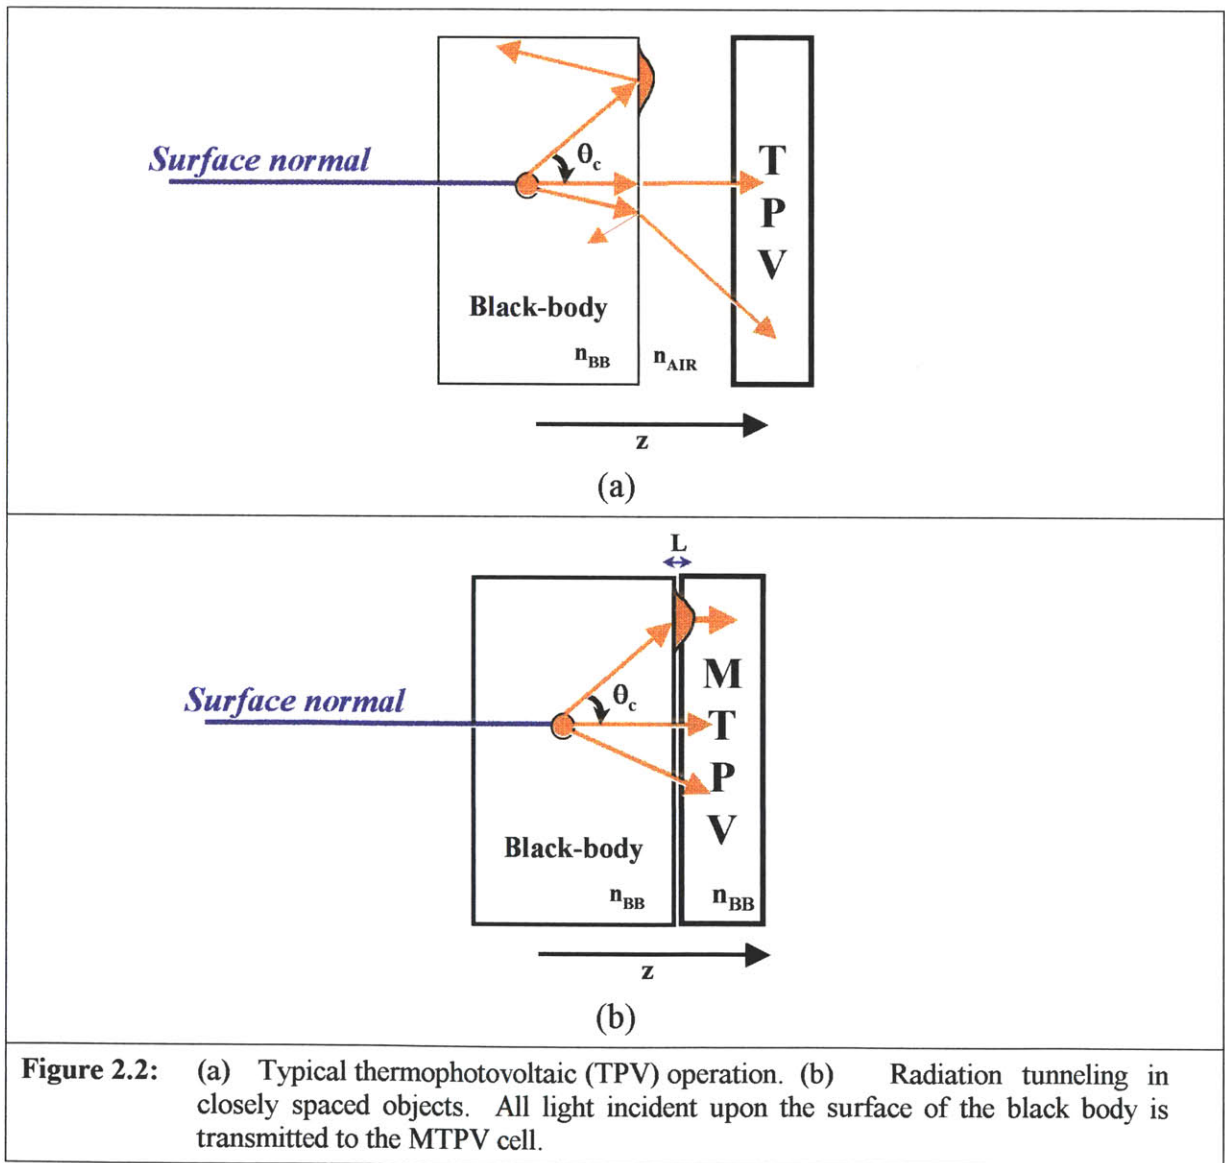 Surface normal
θc
T
P
V
Black-body
nBB
nAIR
z
(a)
L
Surface normal
θc
M
T
P
V
Black-body
nBB
nBB
z
(b)
Figure 2.2: (a) Typical thermophotovoltaic (TPV) operation. (b) Radiation tunneling in
closely spaced objects. All light incident upon the surface of the black body is
transmitted to the MTPV cell.